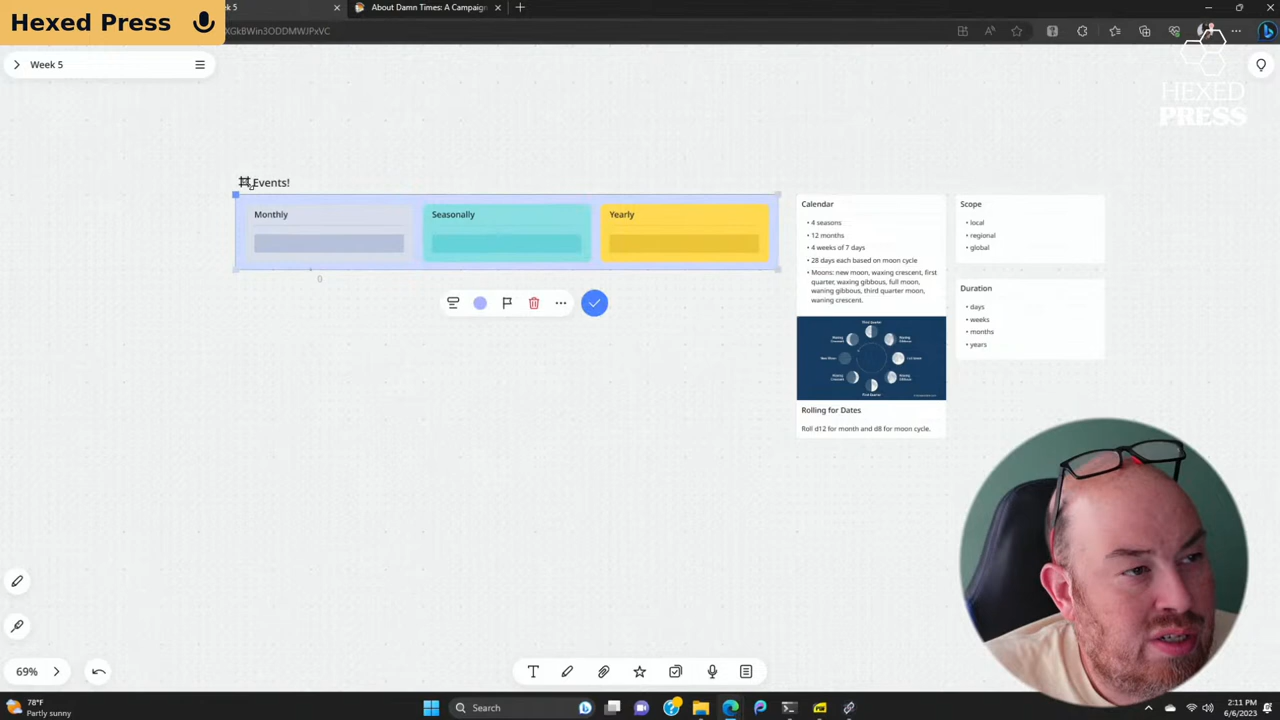 Hexed Press
k 5
About Damn Times: A Campaign
XGkBWin3ODDMWJPxVC
Week 5
HEXED
PRESS
Events!
Monthly
Seasonally
Yearly
Calendar
• 4 seasons
• 12 months
• 4 weeks of 7 days
• 28 days each based on moon cycle
• Moons: new moon, waxing crescent, first
quarter, waxing gibbous, full moon,
waning gibbous, third quarter moon,
waning crescent.
Rolling for Dates
Roll d12 for month and d8 for moon cycle.
Scope
• local
• regional
• global
Duration
• days
• weeks
• months
• years
69%
78°F
Partly sunny
Search
2:11 PM
6/6/2023